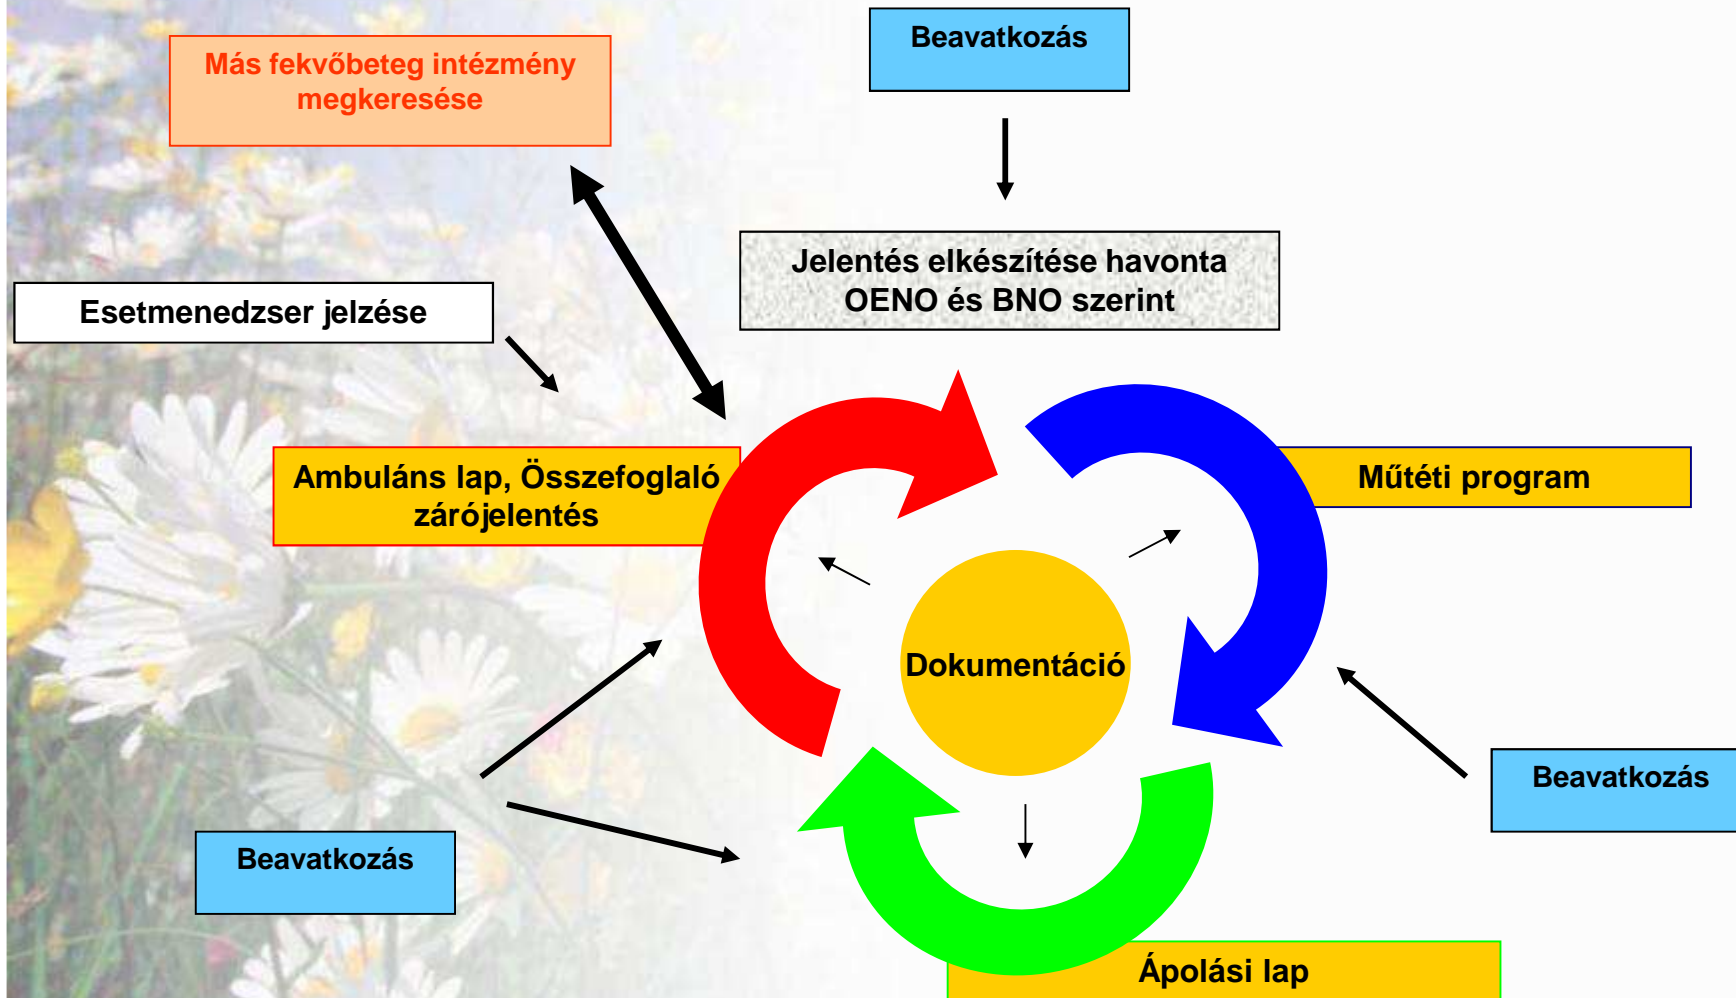 Beavatkozás
Más fekvőbeteg intézmény
megkeresése
Jelentés elkészítése havonta
OENO és BNO szerint
Esetmenedzser jelzése
Ambuláns lap, Összefoglaló
zárójelentés
Műtéti program
Dokumentáció
Beavatkozás
Beavatkozás
Ápolási lap